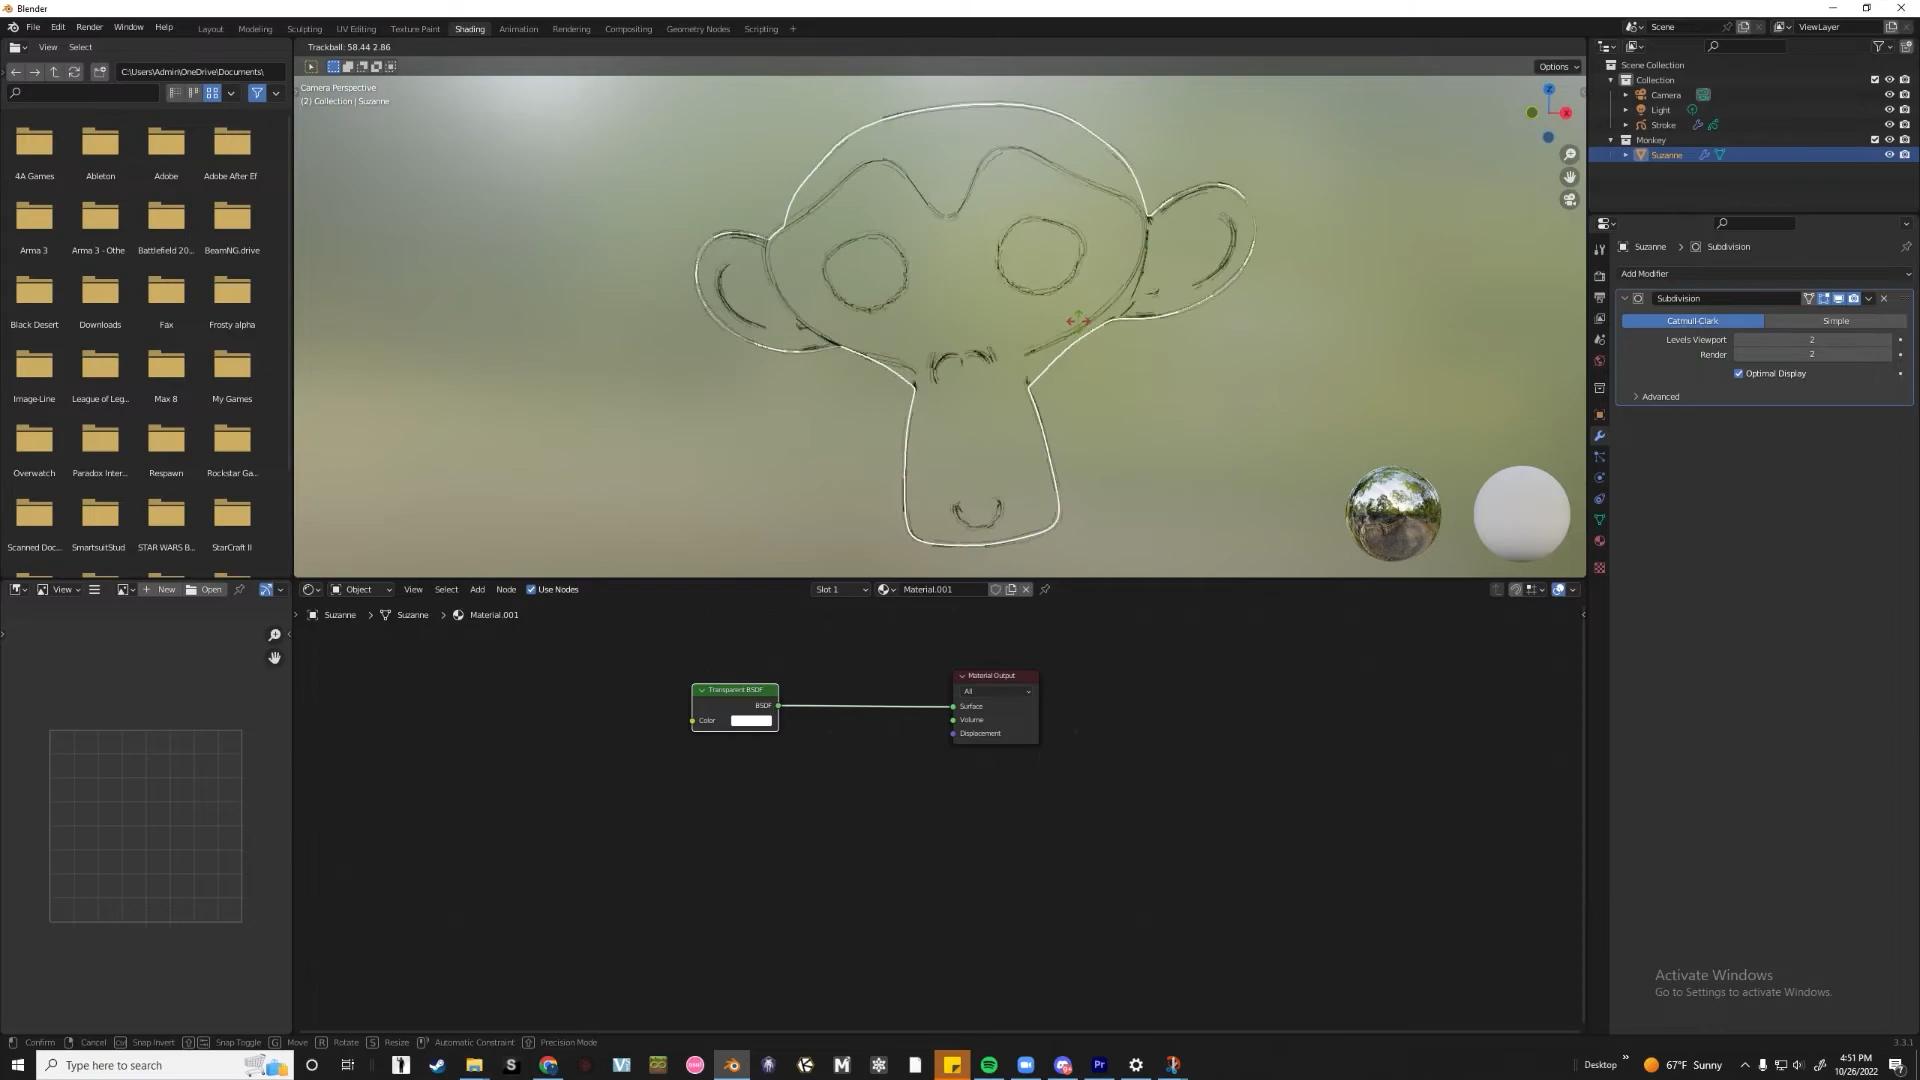 Blender
File Edit Render Window Help
Layout Modeling Sculpting UV Editing Texture Paint Shading Animation Rendering Compositing Geometry Nodes Scripting +
Scene
ViewLayer
View Select
Trackball: 58.44 2.86
C:\Users\Admin\OneDrive\Documents\
Options
Camera Perspective
(2) Collection | Suzanne
Z
X
4A Games Ableton Adobe Adobe After Ef
Arma 3 Arma 3 - Othe Battlefield 20... BeamNG.drive
Black Desert Downloads Fax Frosty alpha
Image-Line League of Leg... Max 8 My Games
Overwatch Paradox Inter... Respawn Rockstar Ga...
Scanned Doc... SmartsuitStud STAR WARS B... StarCraft II
Scene Collection
Collection
Camera
Light
Stroke
Monkey
Suzanne
Suzanne > Subdivision
Add Modifier
Subdivision
Catmull-Clark Simple
Levels Viewport 2
Render 2
Optimal Display
Advanced
View New Open
Object View Select Add Node Use Nodes Slot 1 Material.001
Suzanne > Suzanne > Material.001
Transparent BSDF
BSDF
Color
Material Output
All
Surface
Volume
Displacement
Activate Windows
Go to Settings to activate Windows.
Confirm Cancel Ctrl Snap Invert Snap Toggle G Move R Rotate S Resize Automatic Constraint Precision Mode
3.3.1
Type here to search
Desktop
67°F Sunny
4:51 PM
10/26/2022